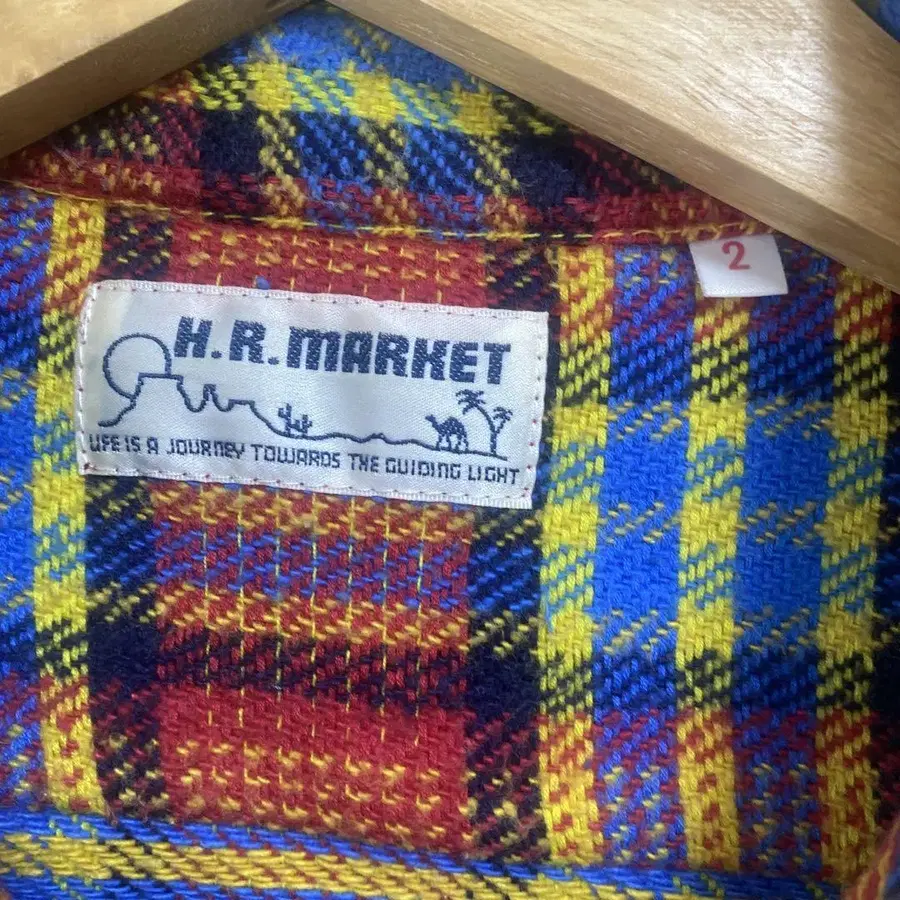 2
H.R.MARKET
LIFE IS A JOURNEY TOWARDS THE GUIDING LIGHT